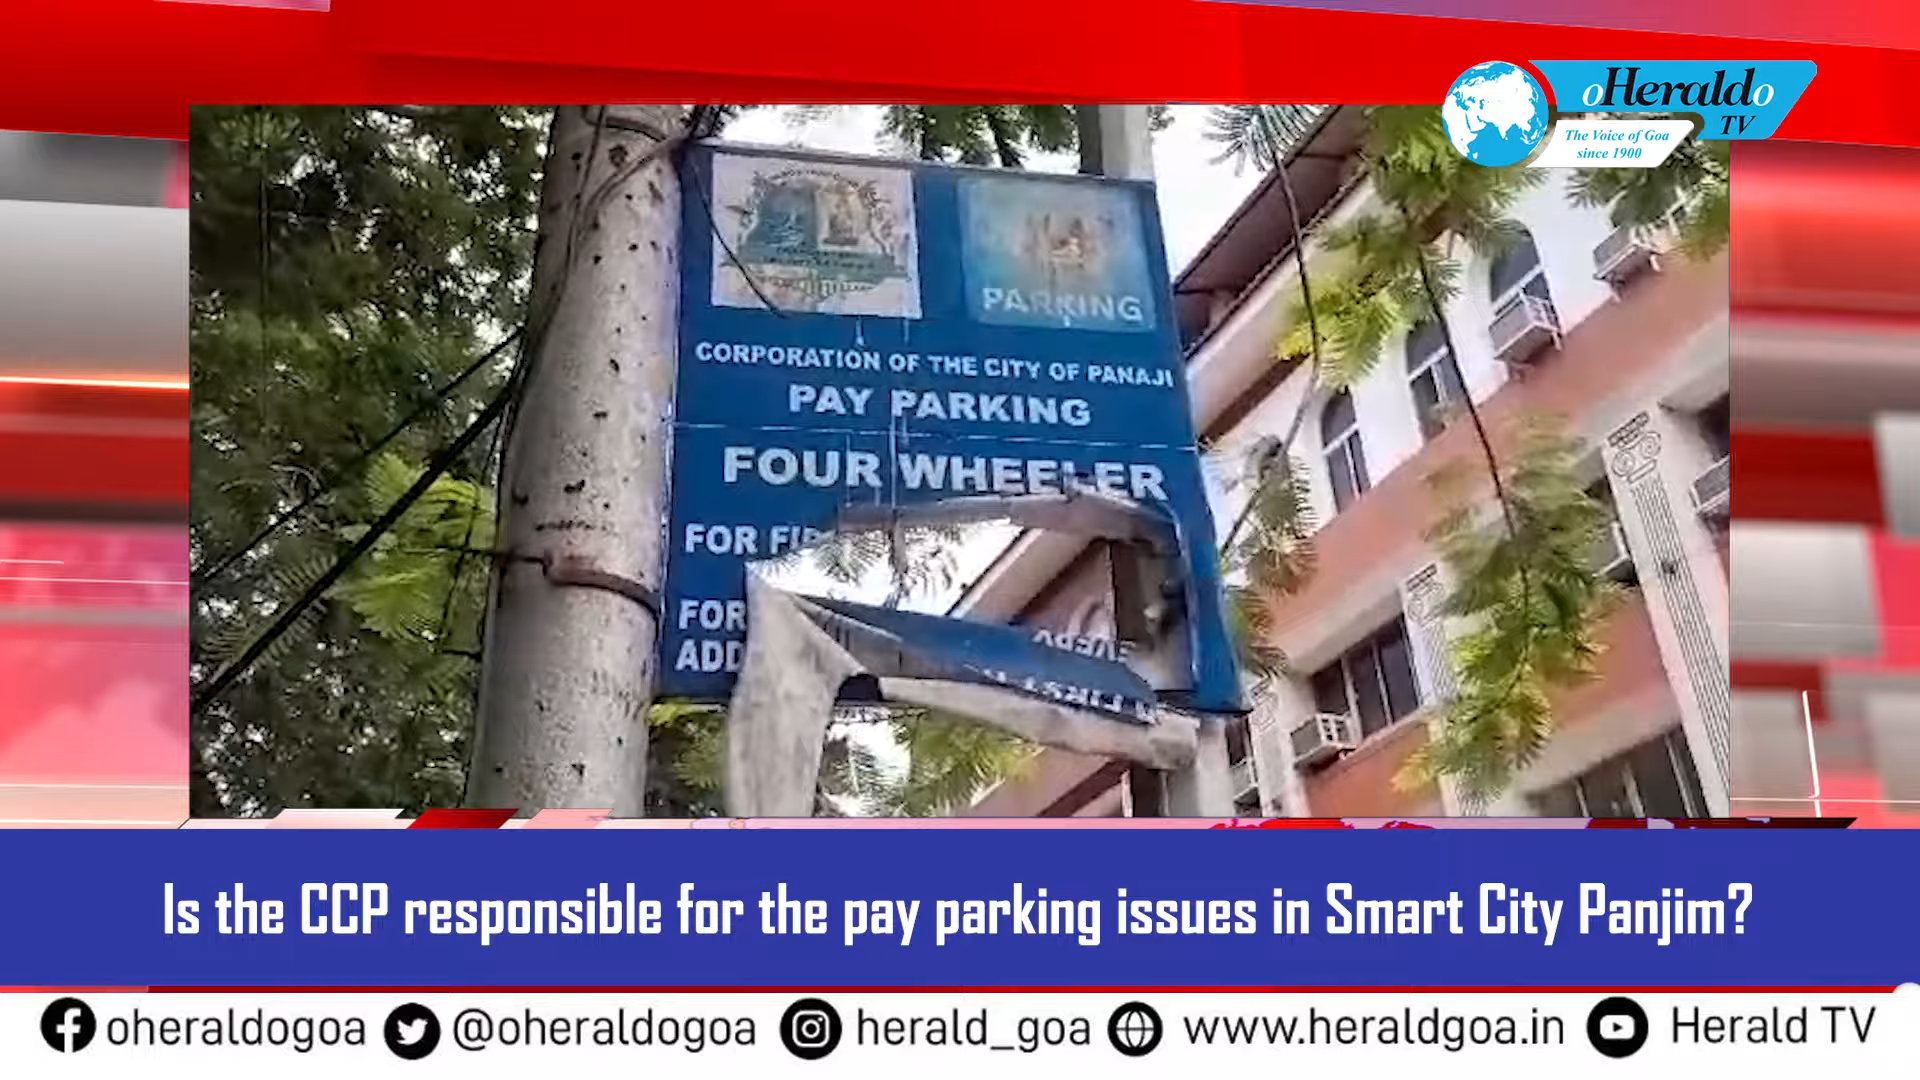 oHeraldo
TV
The Voice of Goa
since 1900
PARKING
CORPORATION OF THE CITY OF PANAJI
PAY PARKING
FOUR WHEELER
FOR
FOR
ADD
EVERY
FIRST
Is the CCP responsible for the pay parking issues in Smart City Panjim?
oheraldogoa @oheraldogoa herald_goa www.heraldgoa.in Herald TV